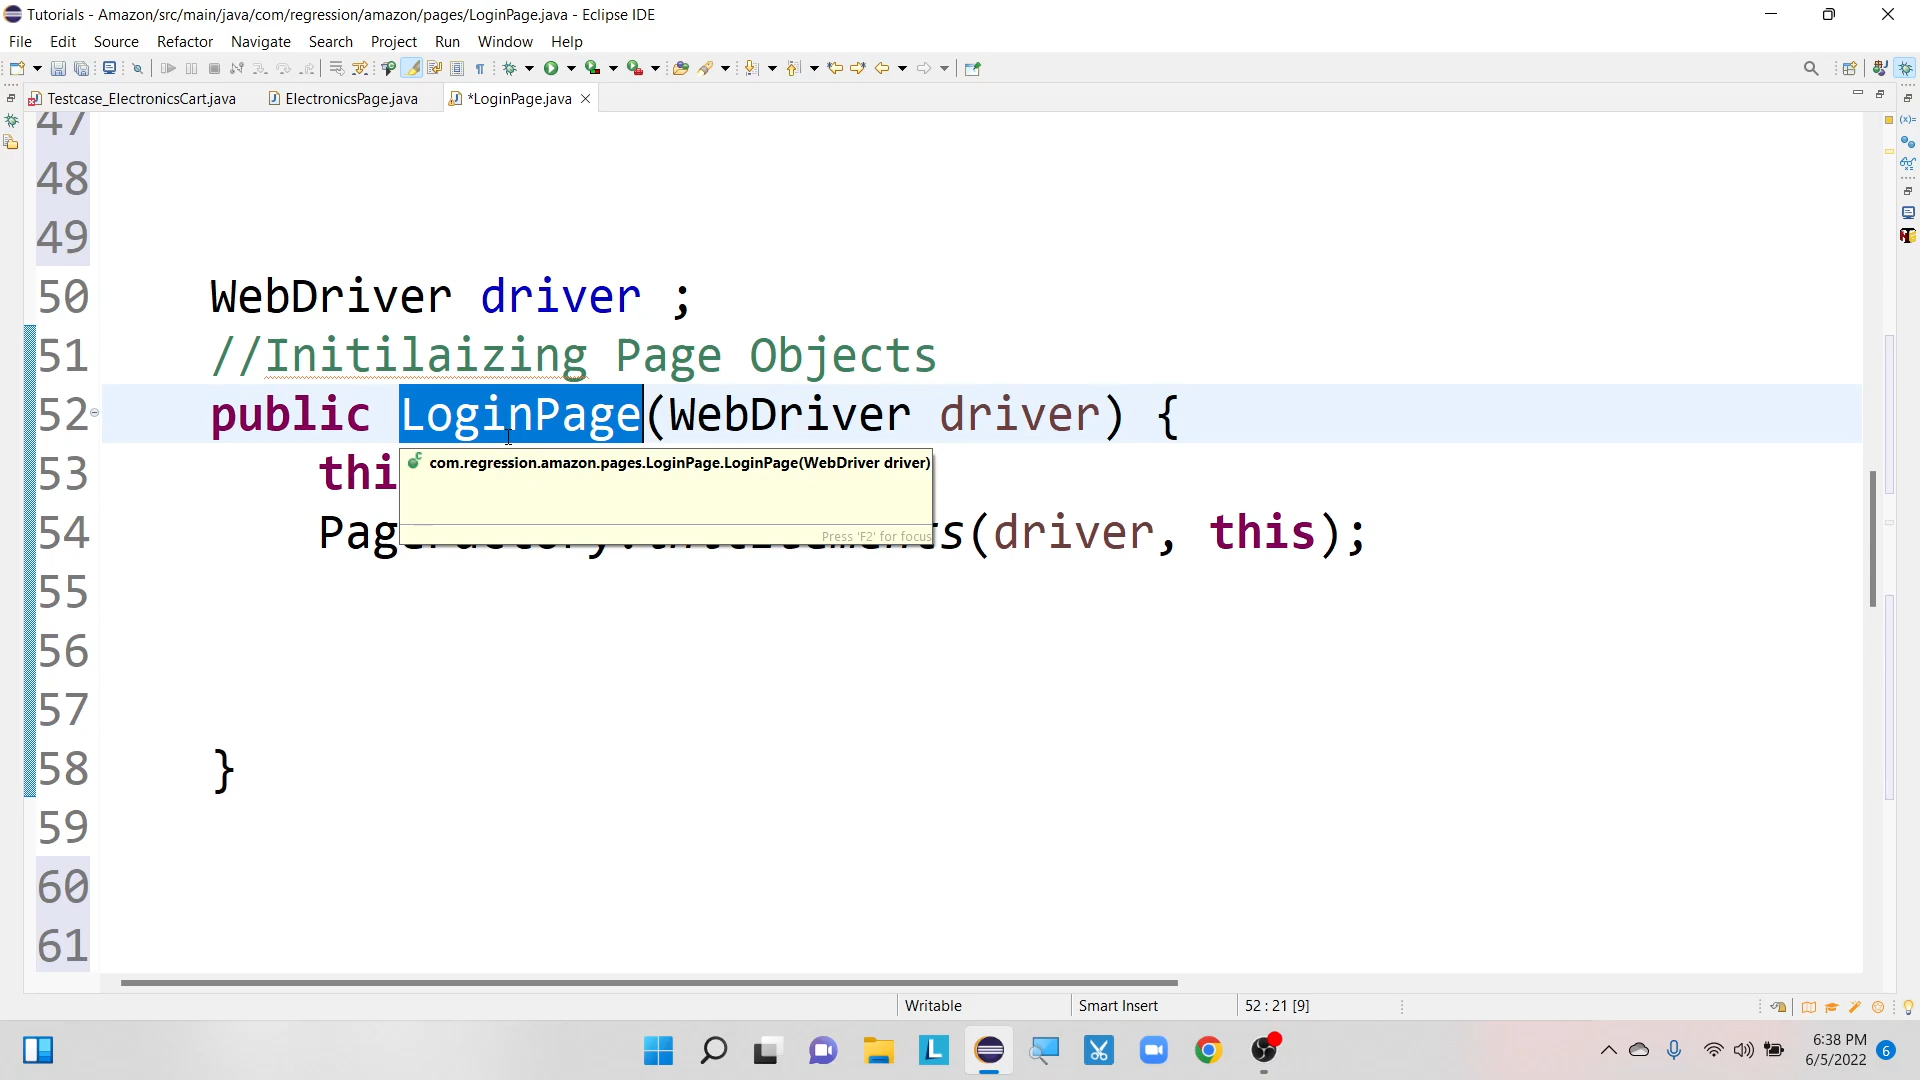 Tutorials - Amazon/src/main/java/com/regression/amazon/pages/LoginPage.java - Eclipse IDE
File Edit Source Refactor Navigate Search Project Run Window Help
Testcase_ElectronicsCart.java ElectronicsPage.java *LoginPage.java
47
48
49
50 WebDriver driver ;
51 //Initilaizing Page Objects
52 public LoginPage(WebDriver driver) {
53 thi
com.regression.amazon.pages.LoginPage.LoginPage(WebDriver driver)
Press 'F2' for focus
54 PageFactory.initElements(driver, this);
55
56
57
58 }
59
60
61
Writable Smart Insert 52 : 21 [9]
6:38 PM
6/5/2022 6